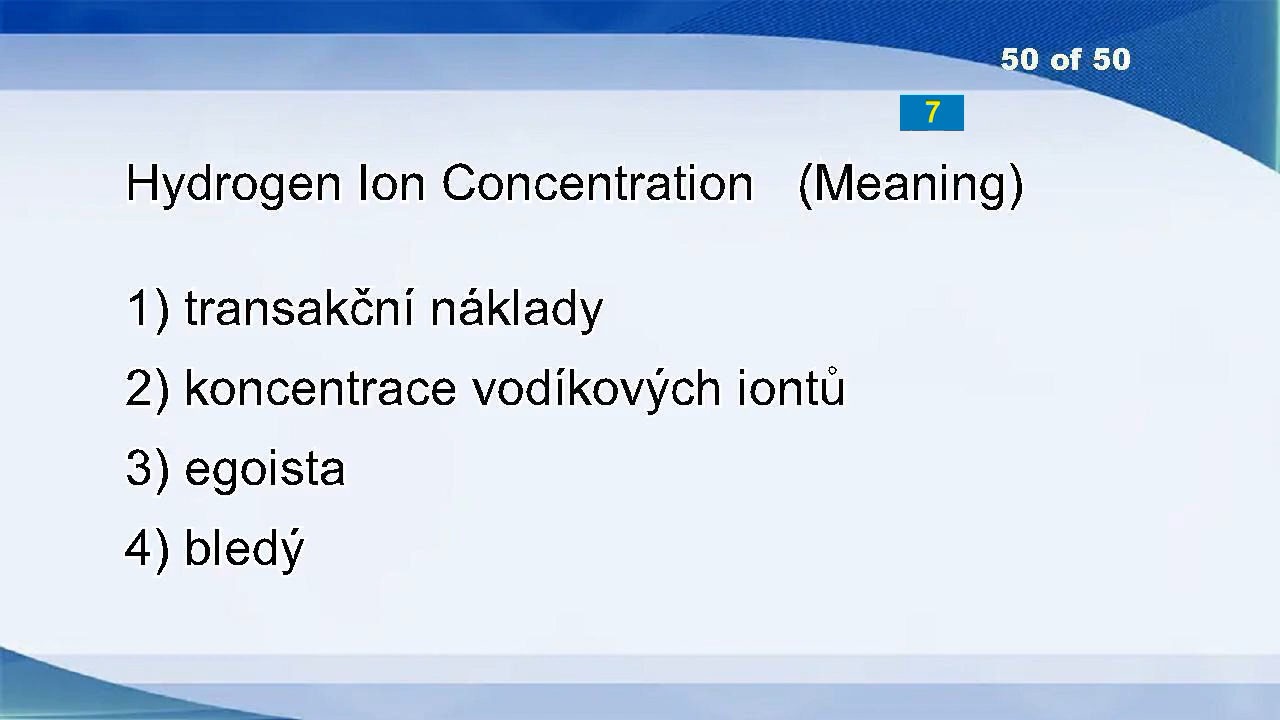 50 of 50
7
Hydrogen Ion Concentration (Meaning)
1) transakční náklady
2) koncentrace vodíkových iontů
3) egoista
4) bledý